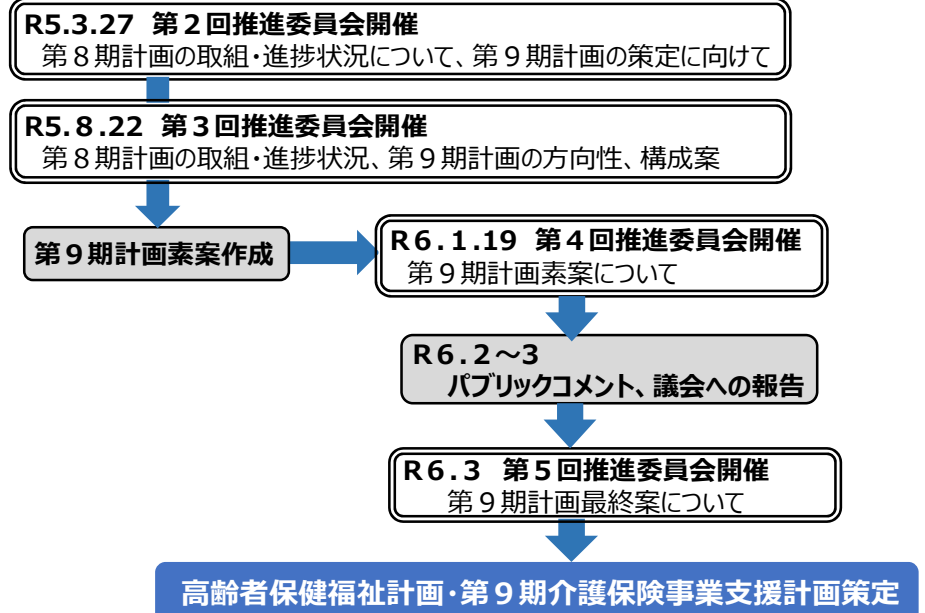 R5.3.27 第２回推進委員会開催
第８期計画の取組・進捗状況について、第９期計画の策定に向けて
R5.８.22 第３回推進委員会開催
第８期計画の取組・進捗状況、第９期計画の方向性、構成案
第９期計画素案作成
R６.１.19 第４回推進委員会開催
第９期計画素案について
R６.２～３
パブリックコメント、議会への報告
R６.３ 第５回推進委員会開催
第９期計画最終案について
高齢者保健福祉計画・第９期介護保険事業支援計画策定